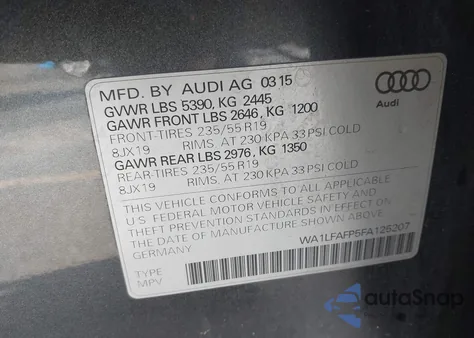 MFD. BY AUDI AG 03 15
GVWR LBS 5390, KG 2445
GAWR FRONT LBS 2646, KG 1200
FRONT-TIRES 235/55 R19
8JX19 RIMS, AT 230 KPA 33 PSI COLD
GAWR REAR LBS 2976, KG 1350
REAR-TIRES 235/55 R19
8JX19 RIMS, AT 230 KPA 33 PSI COLD
THIS VEHICLE CONFORMS TO ALL APPLICABLE
U. S. FEDERAL MOTOR VEHICLE SAFETY AND
THEFT PREVENTION STANDARDS IN EFFECT ON
THE DATE OF MANUFACTURE SHOWN ABOVE
GERMANY
WA1LFAFP5FA125207
TYPE
MPV
Audi
autoSnap